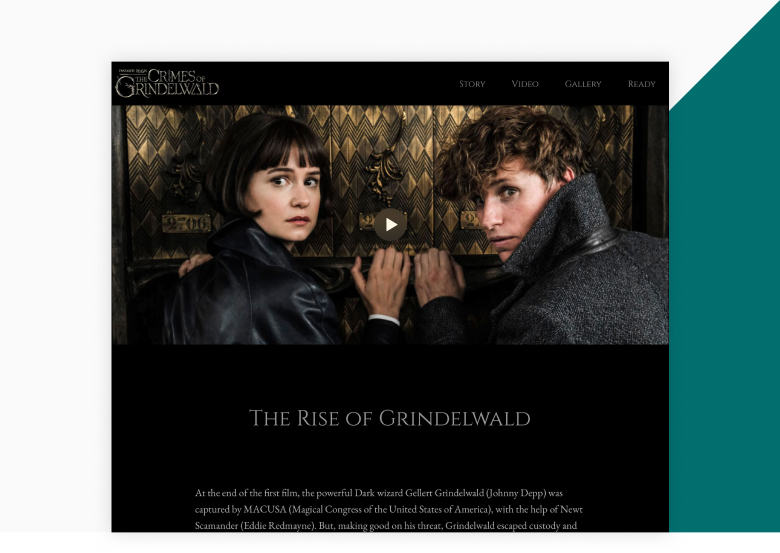 THE CRIMES OF
GRINDELWALD
STORY VIDEO GALLERY READY
2700
THE RISE OF GRINDELWALD
At the end of the first film, the powerful Dark wizard Gellert Grindelwald (Johnny Depp) was
captured by MACUSA (Magical Congress of the United States of America), with the help of Newt
Scamander (Eddie Redmayne). But, making good on his threat, Grindelwald escaped custody and